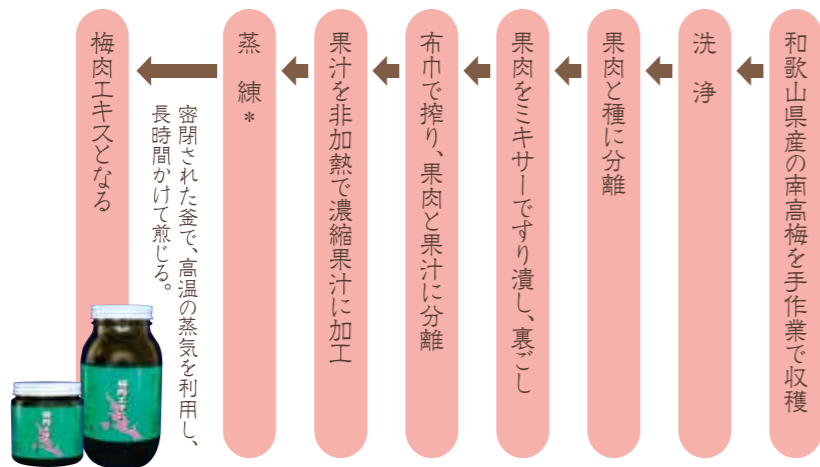 和歌山県産の南高梅を手作業で収穫
洗浄
果肉と種に分離
果肉をミキサーですり潰し、裏ごし
布巾で搾り、果肉と果汁に分離
果汁を非加熱で濃縮果汁に加工
蒸練*
密閉された釜で、高温の蒸気を利用し、
長時間かけて煎じる。
梅肉エキスとなる